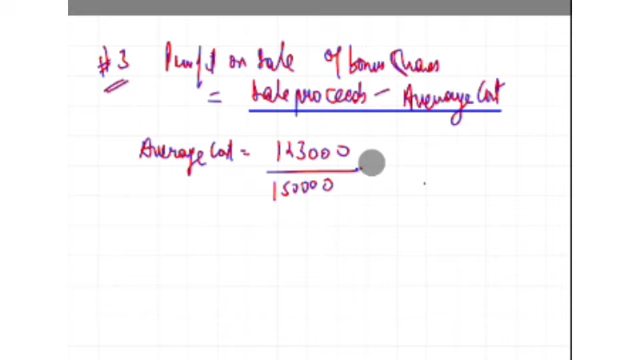 #3 Profit on sale of bonus Shares
= Sale proceeds - Average Cost
Average Cost = 123000
150000